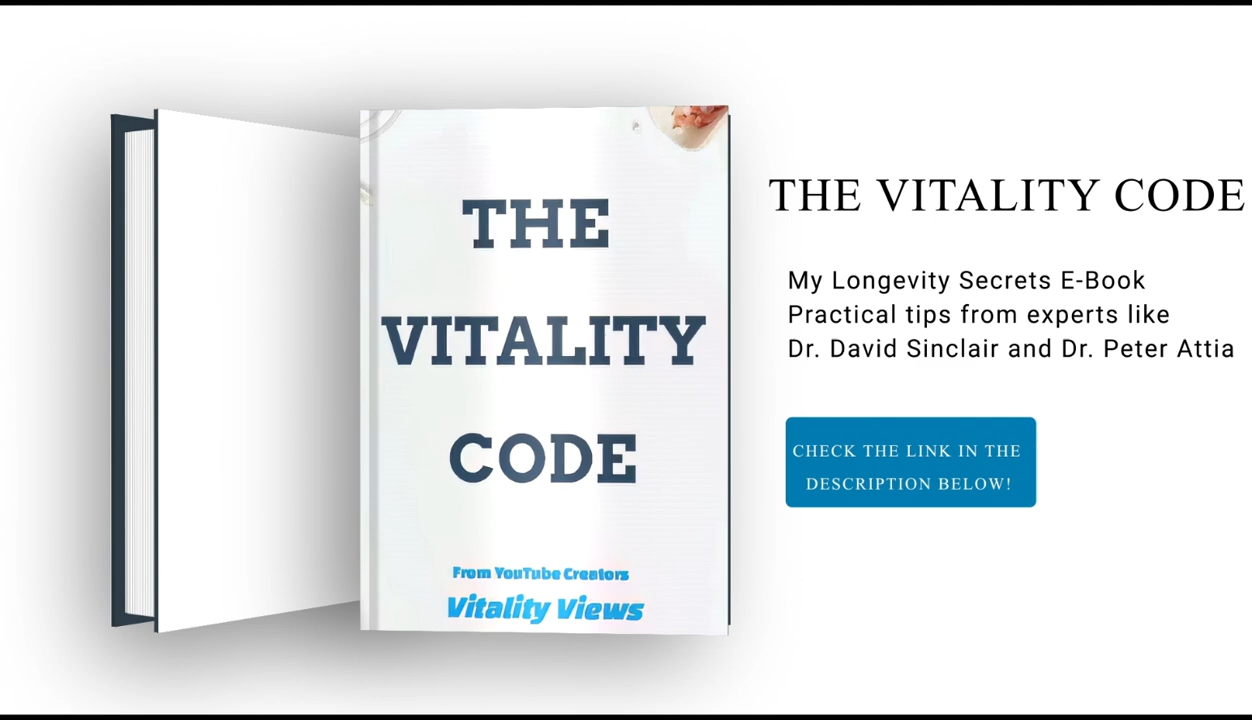 THE
VITALITY
CODE
From YouTube Creators
Vitality Views
THE VITALITY CODE
My Longevity Secrets E-Book
Practical tips from experts like
Dr. David Sinclair and Dr. Peter Attia
CHECK THE LINK IN THE
DESCRIPTION BELOW!